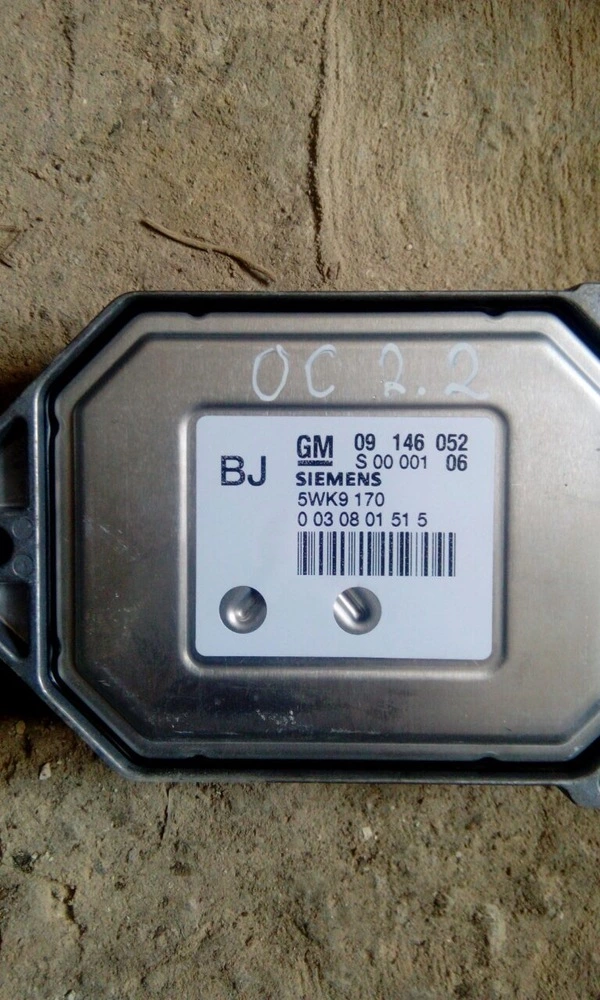 OC 2.2
BJ
GM 09 146 052
S 00 001 06
SIEMENS
5WK9 170
0 03 08 01 51 5